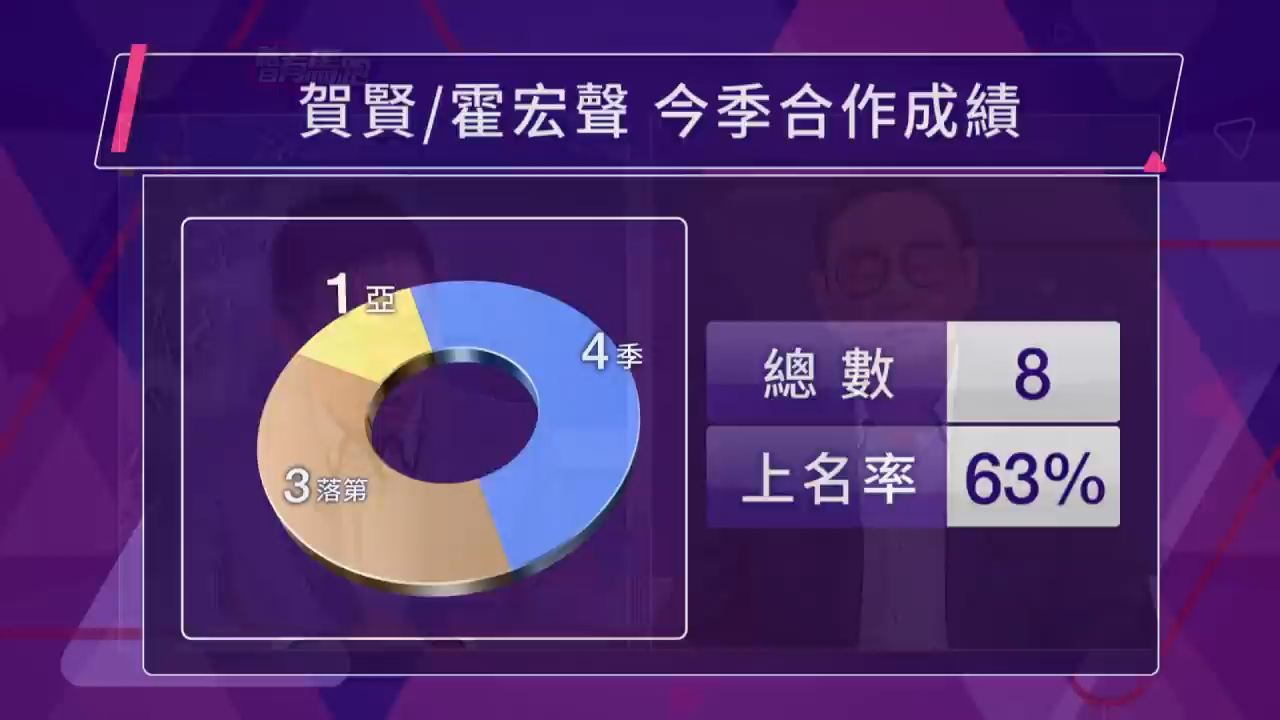 賀賢/霍宏聲 今季合作成績
1 亞
4 季
3 落第
總數 8
上名率 63%